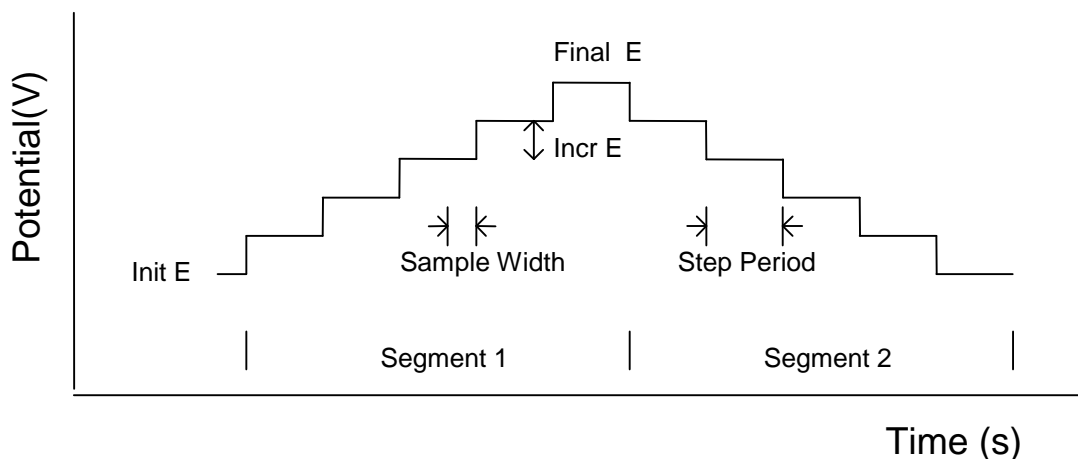 Potential(V)
Final E
Incr E
Init E
Sample Width
Step Period
Segment 1
Segment 2
Time (s)